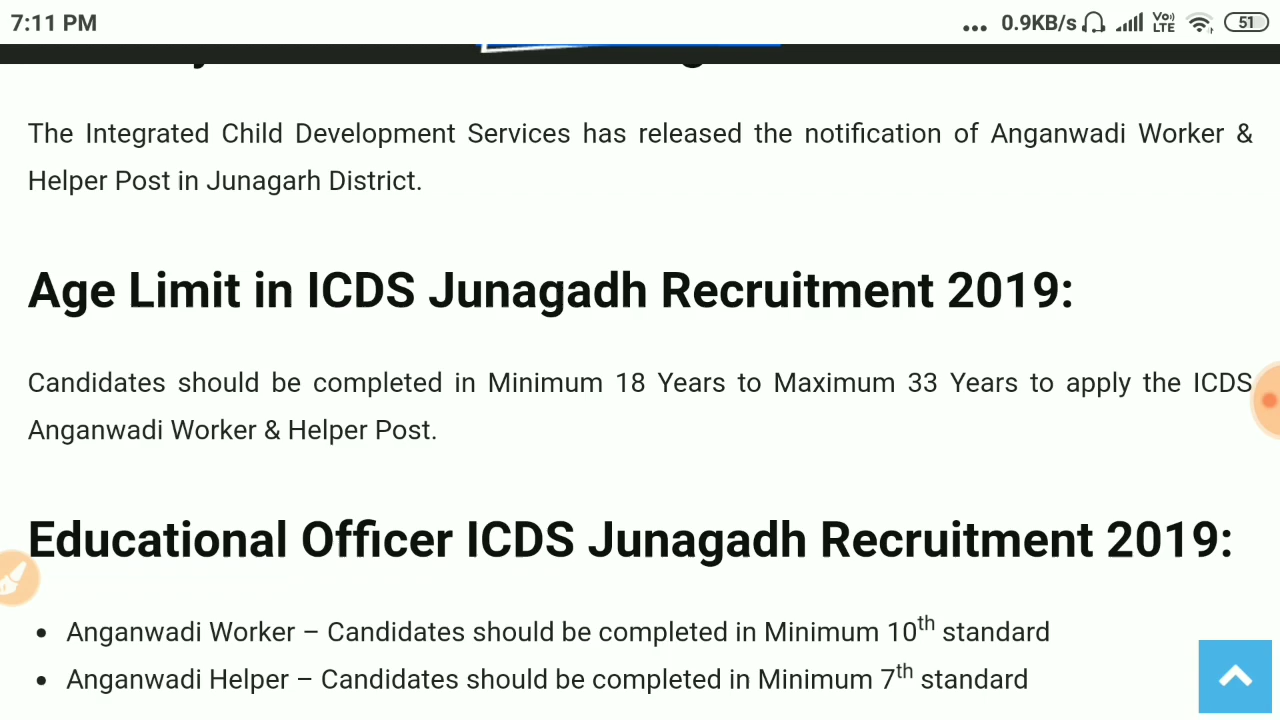 7:11 PM
... 0.9KB/s Vo) LTE 51
The Integrated Child Development Services has released the notification of Anganwadi Worker &
Helper Post in Junagarh District.
Age Limit in ICDS Junagadh Recruitment 2019:
Candidates should be completed in Minimum 18 Years to Maximum 33 Years to apply the ICDS
Anganwadi Worker & Helper Post.
Educational Officer ICDS Junagadh Recruitment 2019:
• Anganwadi Worker – Candidates should be completed in Minimum 10th standard
• Anganwadi Helper – Candidates should be completed in Minimum 7th standard